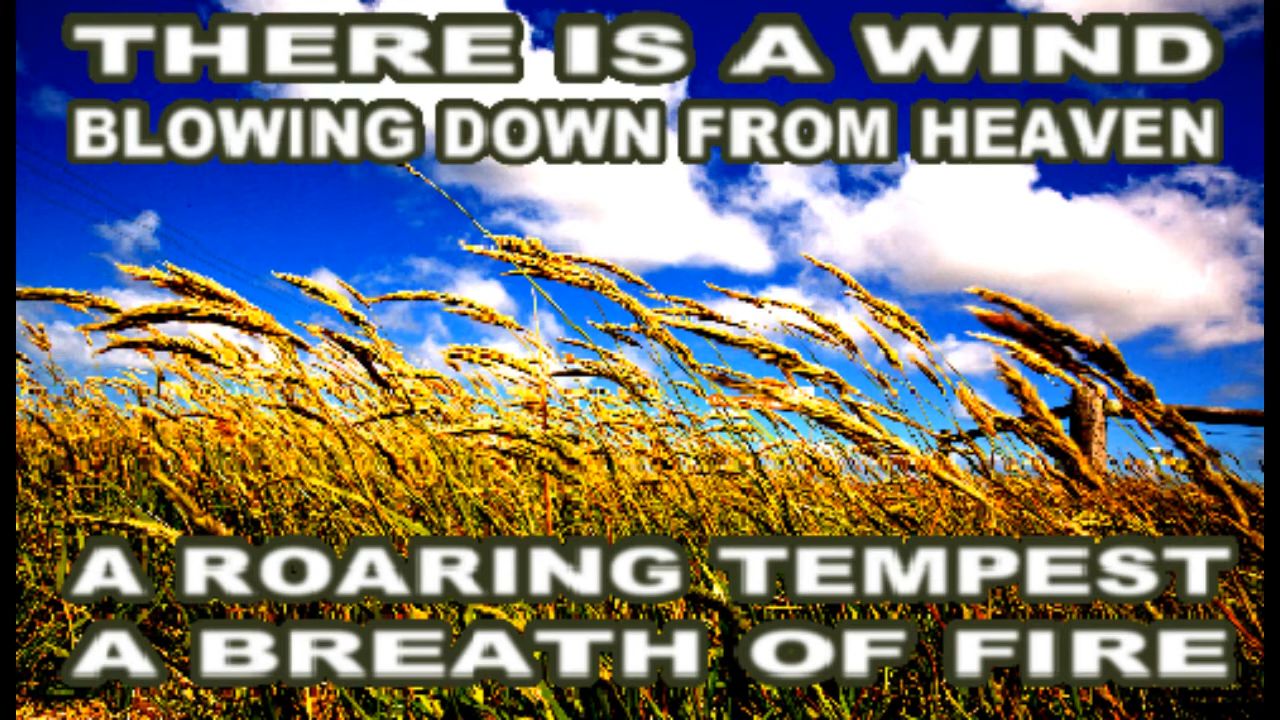 THERE IS A WIND
BLOWING DOWN FROM HEAVEN
A ROARING TEMPEST
A BREATH OF FIRE